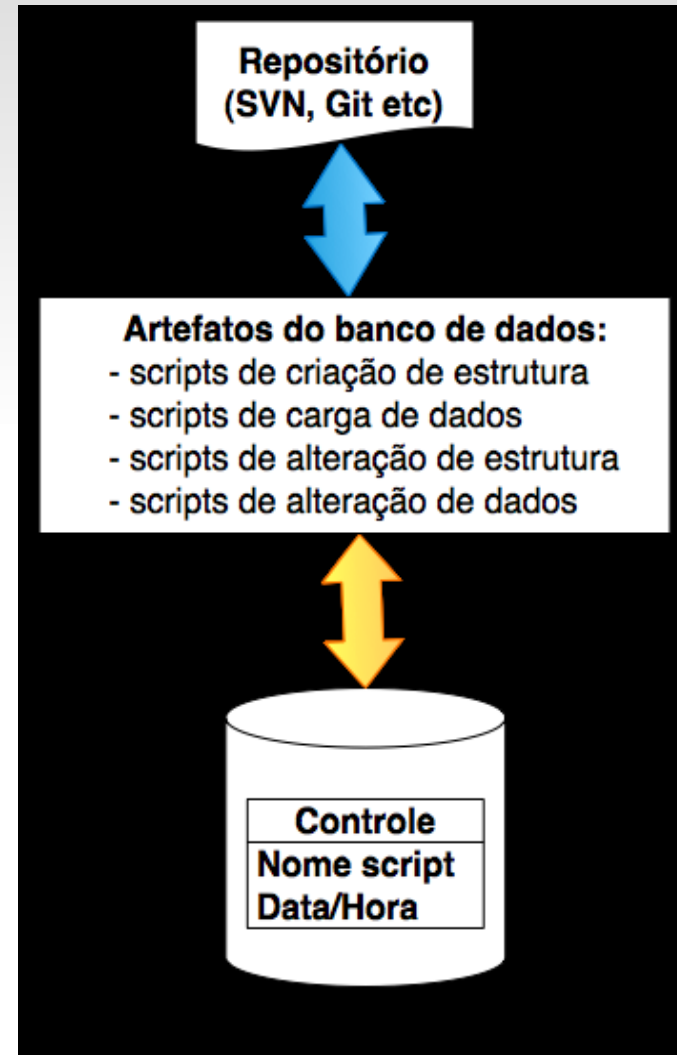 Repositório
(SVN, Git etc)
Artefatos do banco de dados:
- scripts de criação de estrutura
- scripts de carga de dados
- scripts de alteração de estrutura
- scripts de alteração de dados
Controle
Nome script
Data/Hora